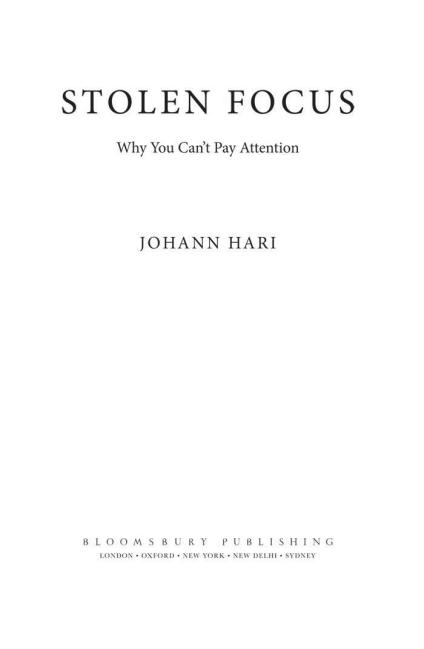 STOLEN FOCUS
Why You Can’t Pay Attention
JOHANN HARI
BLOOMSBURY PUBLISHING
LONDON • OXFORD • NEW YORK • NEW DELHI • SYDNEY